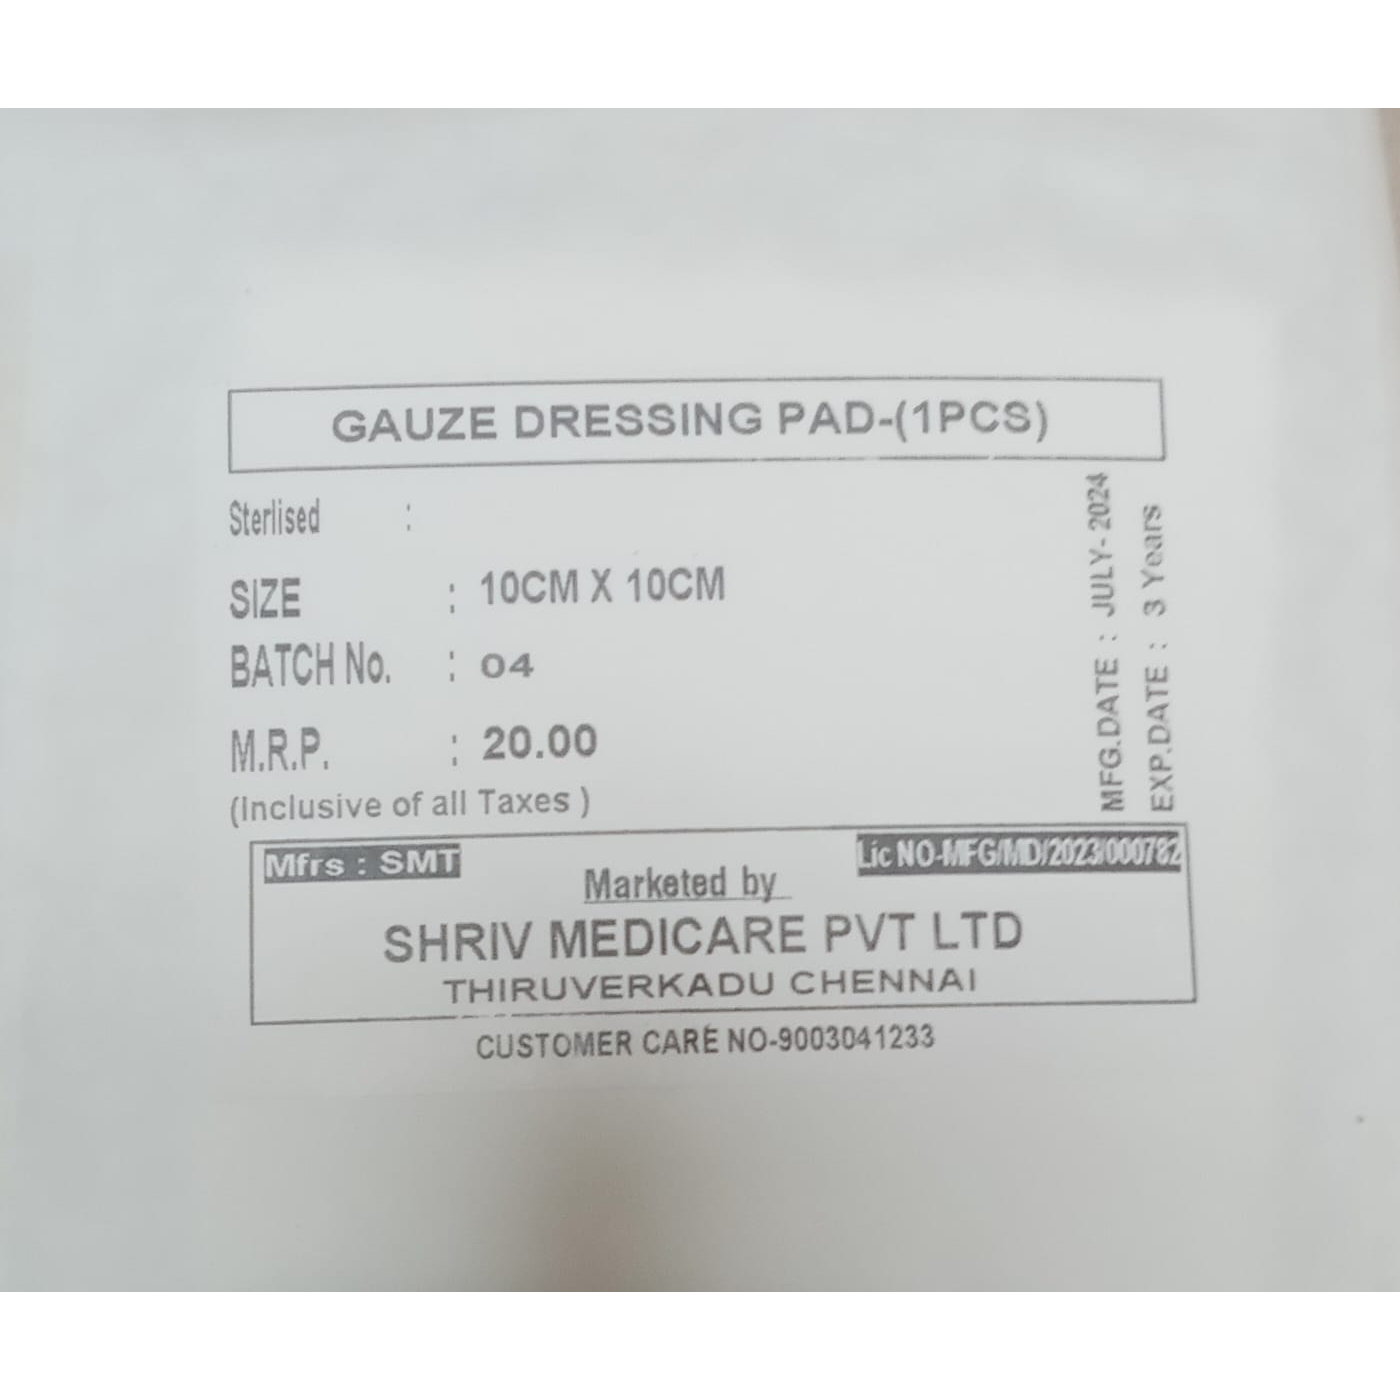 GAUZE DRESSING PAD-(1PCS)
Sterlised :
SIZE : 10CM X 10CM
BATCH No. : 04
M.R.P. : 20.00
(Inclusive of all Taxes )
MFG.DATE : JULY- 2024
EXP.DATE : 3 Years
Mfrs : SMT
Lic NO-MFG/MD/2023/000782
Marketed by
SHRIV MEDICARE PVT LTD
THIRUVERKADU CHENNAI
CUSTOMER CARE NO-9003041233